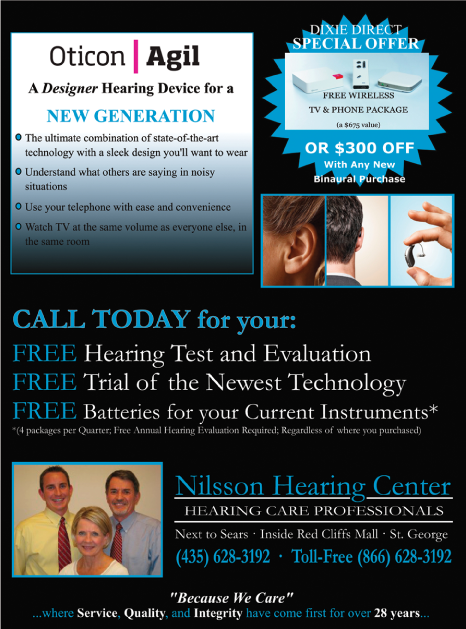 Oticon | Agil
A Designer Hearing Device for a
NEW GENERATION
The ultimate combination of state-of-the-art
technology with a sleek design you'll want to wear
Understand what others are saying in noisy
situations
Use your telephone with ease and convenience
Watch TV at the same volume as everyone else, in
the same room
DIXIE DIRECT
SPECIAL OFFER
FREE WIRELESS
TV & PHONE PACKAGE
(a $675 value)
OR $300 OFF
With Any New
Binaural Purchase
CALL TODAY for your:
FREE Hearing Test and Evaluation
FREE Trial of the Newest Technology
FREE Batteries for your Current Instruments*
*(4 packages per Quarter; Free Annual Hearing Evaluation Required; Regardless of where you purchased)
Nilsson Hearing Center
HEARING CARE PROFESSIONALS
Next to Sears · Inside Red Cliffs Mall · St. George
(435) 628-3192 · Toll-Free (866) 628-3192
"Because We Care"
...where Service, Quality, and Integrity have come first for over 28 years...